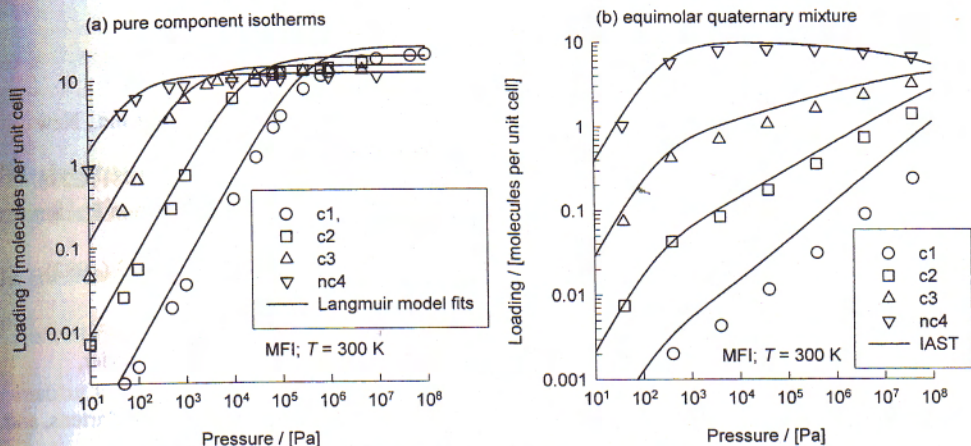 (a) pure component isotherms
Loading / [molecules per unit cell]
10
1
0.1
0.01
c1,
c2
c3
nc4
Langmuir model fits
MFI; T = 300 K
10¹ 10² 10³ 10⁴ 10⁵ 10⁶ 10⁷ 10⁸
Pressure / [Pa]
(b) equimolar quaternary mixture
Loading / [molecules per unit cell]
10
1
0.1
0.01
0.001
c1
c2
c3
nc4
IAST
MFI; T = 300 K
10¹ 10² 10³ 10⁴ 10⁵ 10⁶ 10⁷ 10⁸
Pressure / [Pa]